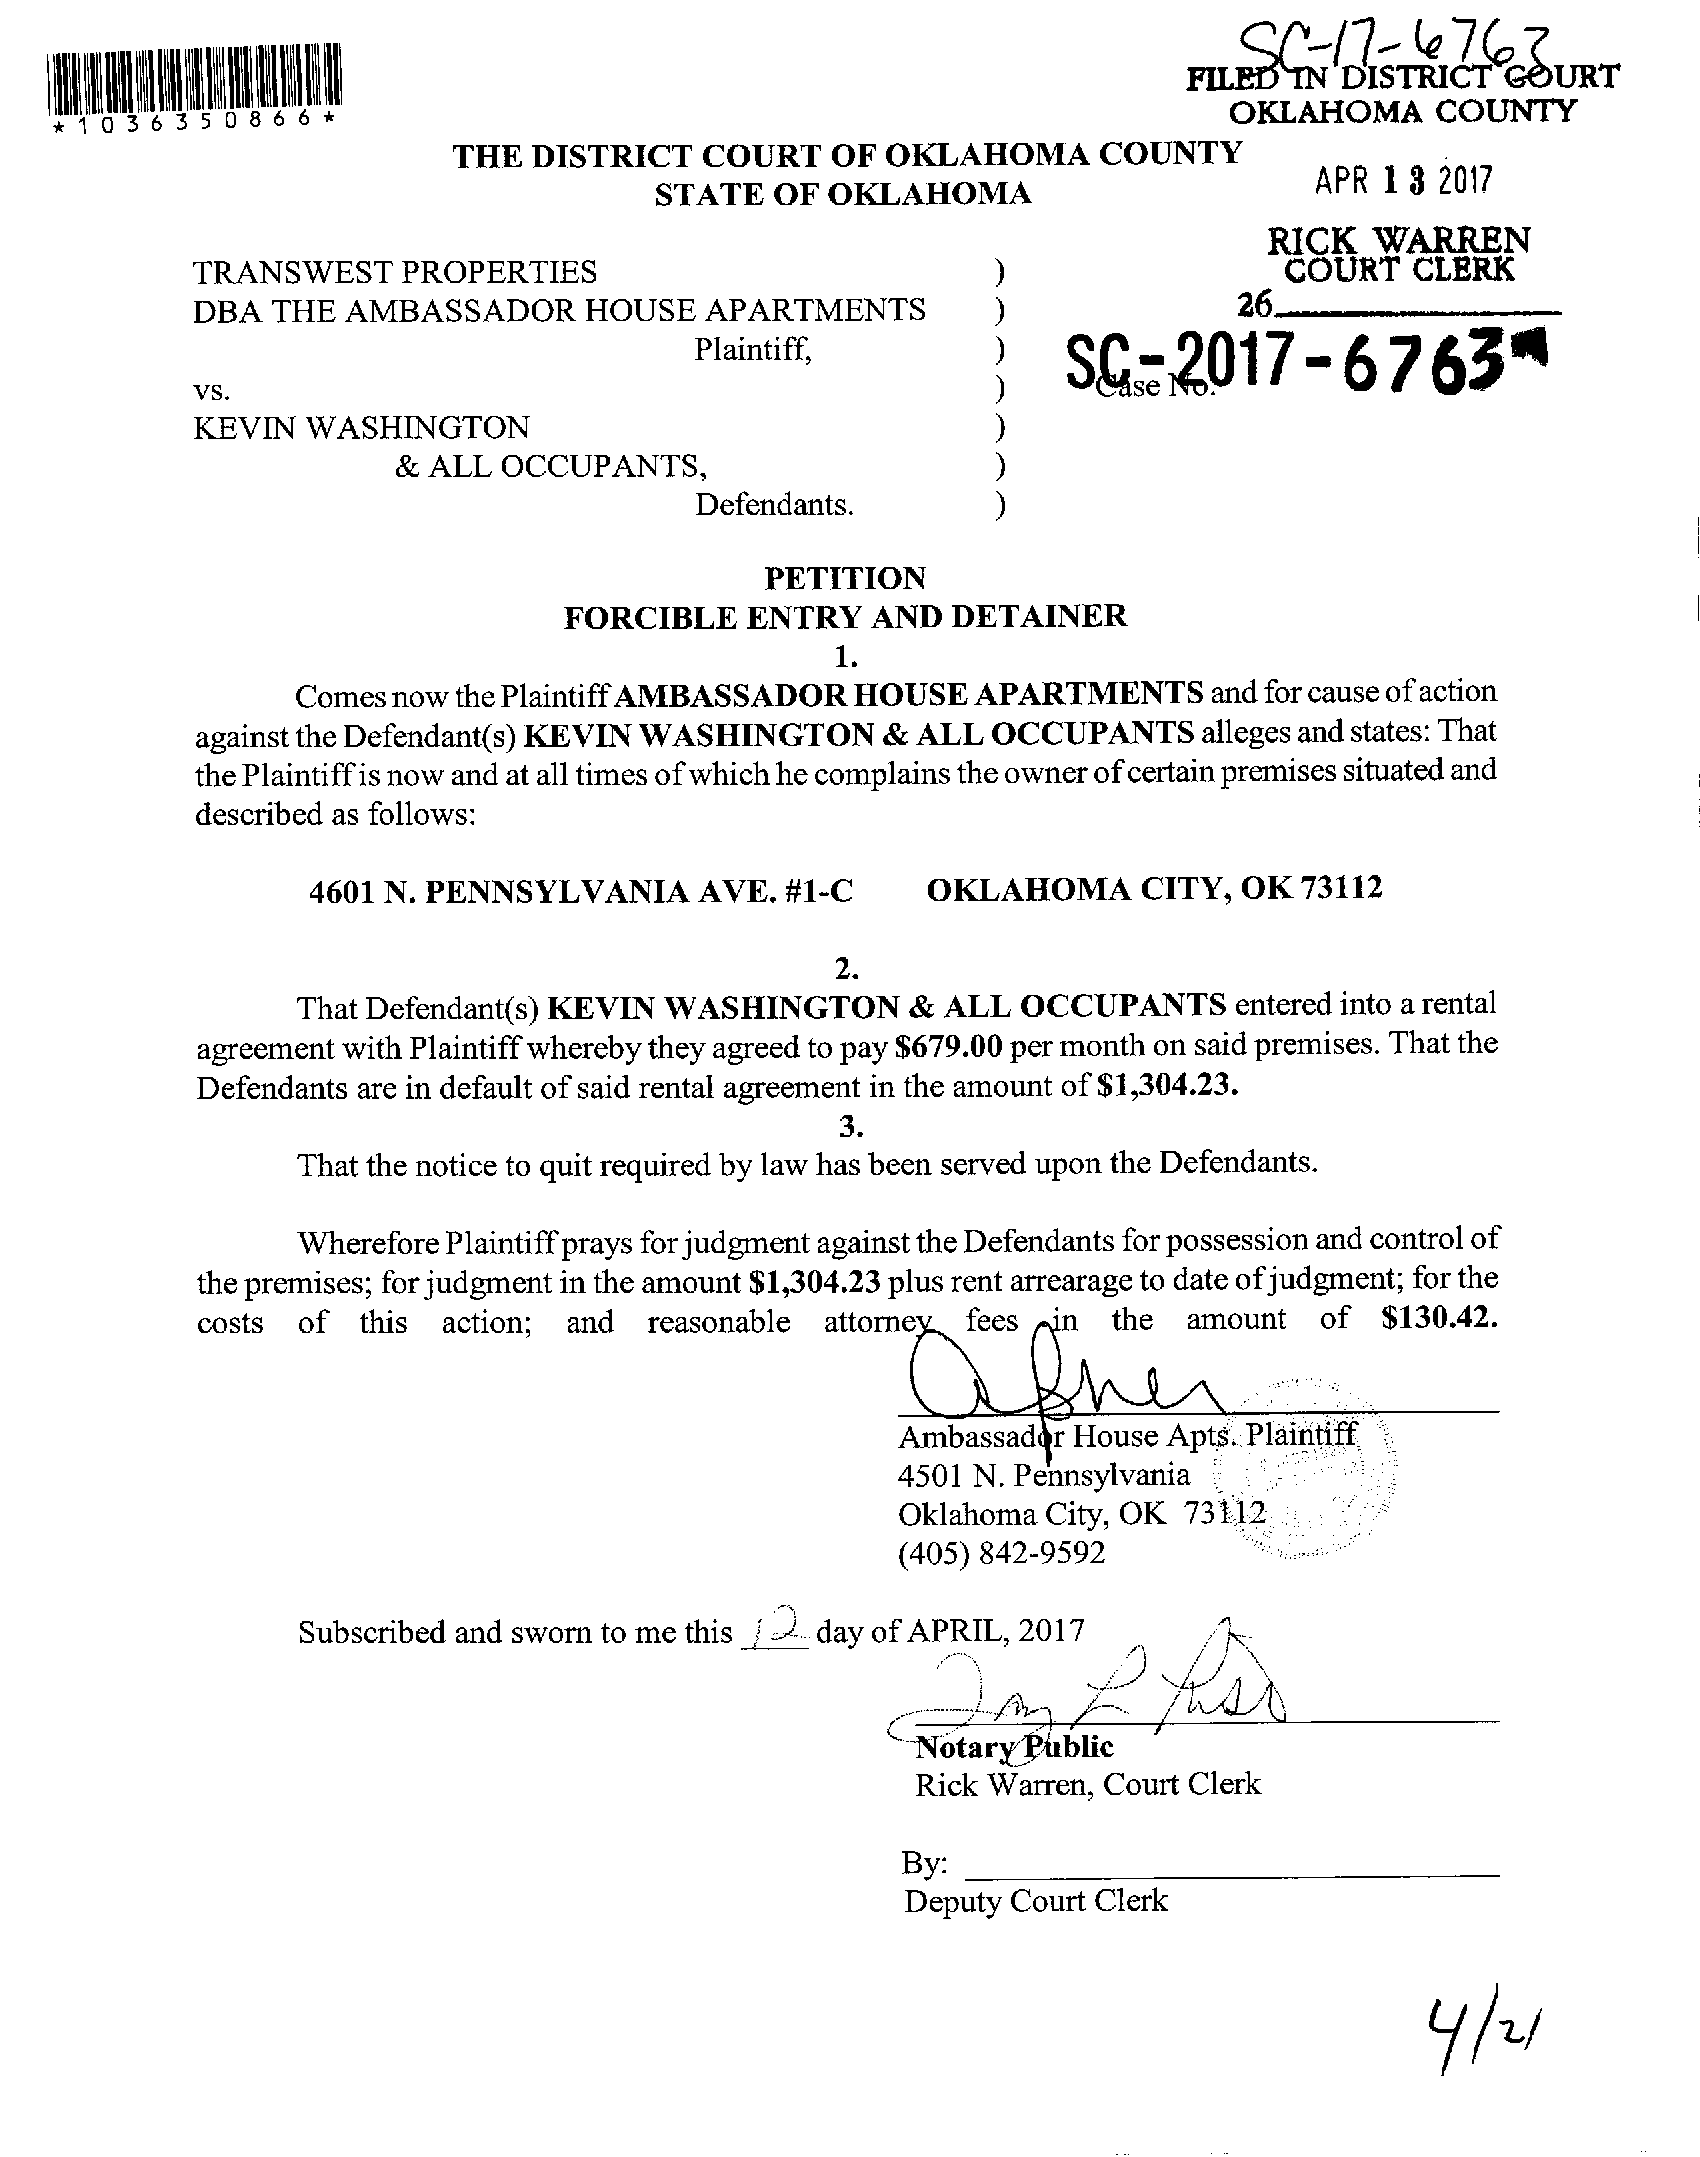 SC-17-6763
FILED IN DISTRICT COURT
OKLAHOMA COUNTY
*1036350866*
THE DISTRICT COURT OF OKLAHOMA COUNTY
STATE OF OKLAHOMA
APR 13 2017
RICK WARREN
COURT CLERK
26
TRANSWEST PROPERTIES )
DBA THE AMBASSADOR HOUSE APARTMENTS )
Plaintiff, )
SC-2017-6763
Case No.
vs. )
KEVIN WASHINGTON )
& ALL OCCUPANTS, )
Defendants. )
PETITION
FORCIBLE ENTRY AND DETAINER
1.
Comes now the Plaintiff AMBASSADOR HOUSE APARTMENTS and for cause of action
against the Defendant(s) KEVIN WASHINGTON & ALL OCCUPANTS alleges and states: That
the Plaintiff is now and at all times of which he complains the owner of certain premises situated and
described as follows:
4601 N. PENNSYLVANIA AVE. #1-C OKLAHOMA CITY, OK 73112
2.
That Defendant(s) KEVIN WASHINGTON & ALL OCCUPANTS entered into a rental
agreement with Plaintiff whereby they agreed to pay $679.00 per month on said premises. That the
Defendants are in default of said rental agreement in the amount of $1,304.23.
3.
That the notice to quit required by law has been served upon the Defendants.
Wherefore Plaintiff prays for judgment against the Defendants for possession and control of
the premises; for judgment in the amount $1,304.23 plus rent arrearage to date of judgment; for the
costs of this action; and reasonable attorney fees in the amount of $130.42.
Ambassador House Apts. Plaintiff
4501 N. Pennsylvania
Oklahoma City, OK 73112
(405) 842-9592
Subscribed and sworn to me this 12 day of APRIL, 2017
Notary Public
Rick Warren, Court Clerk
By:
Deputy Court Clerk
4/21